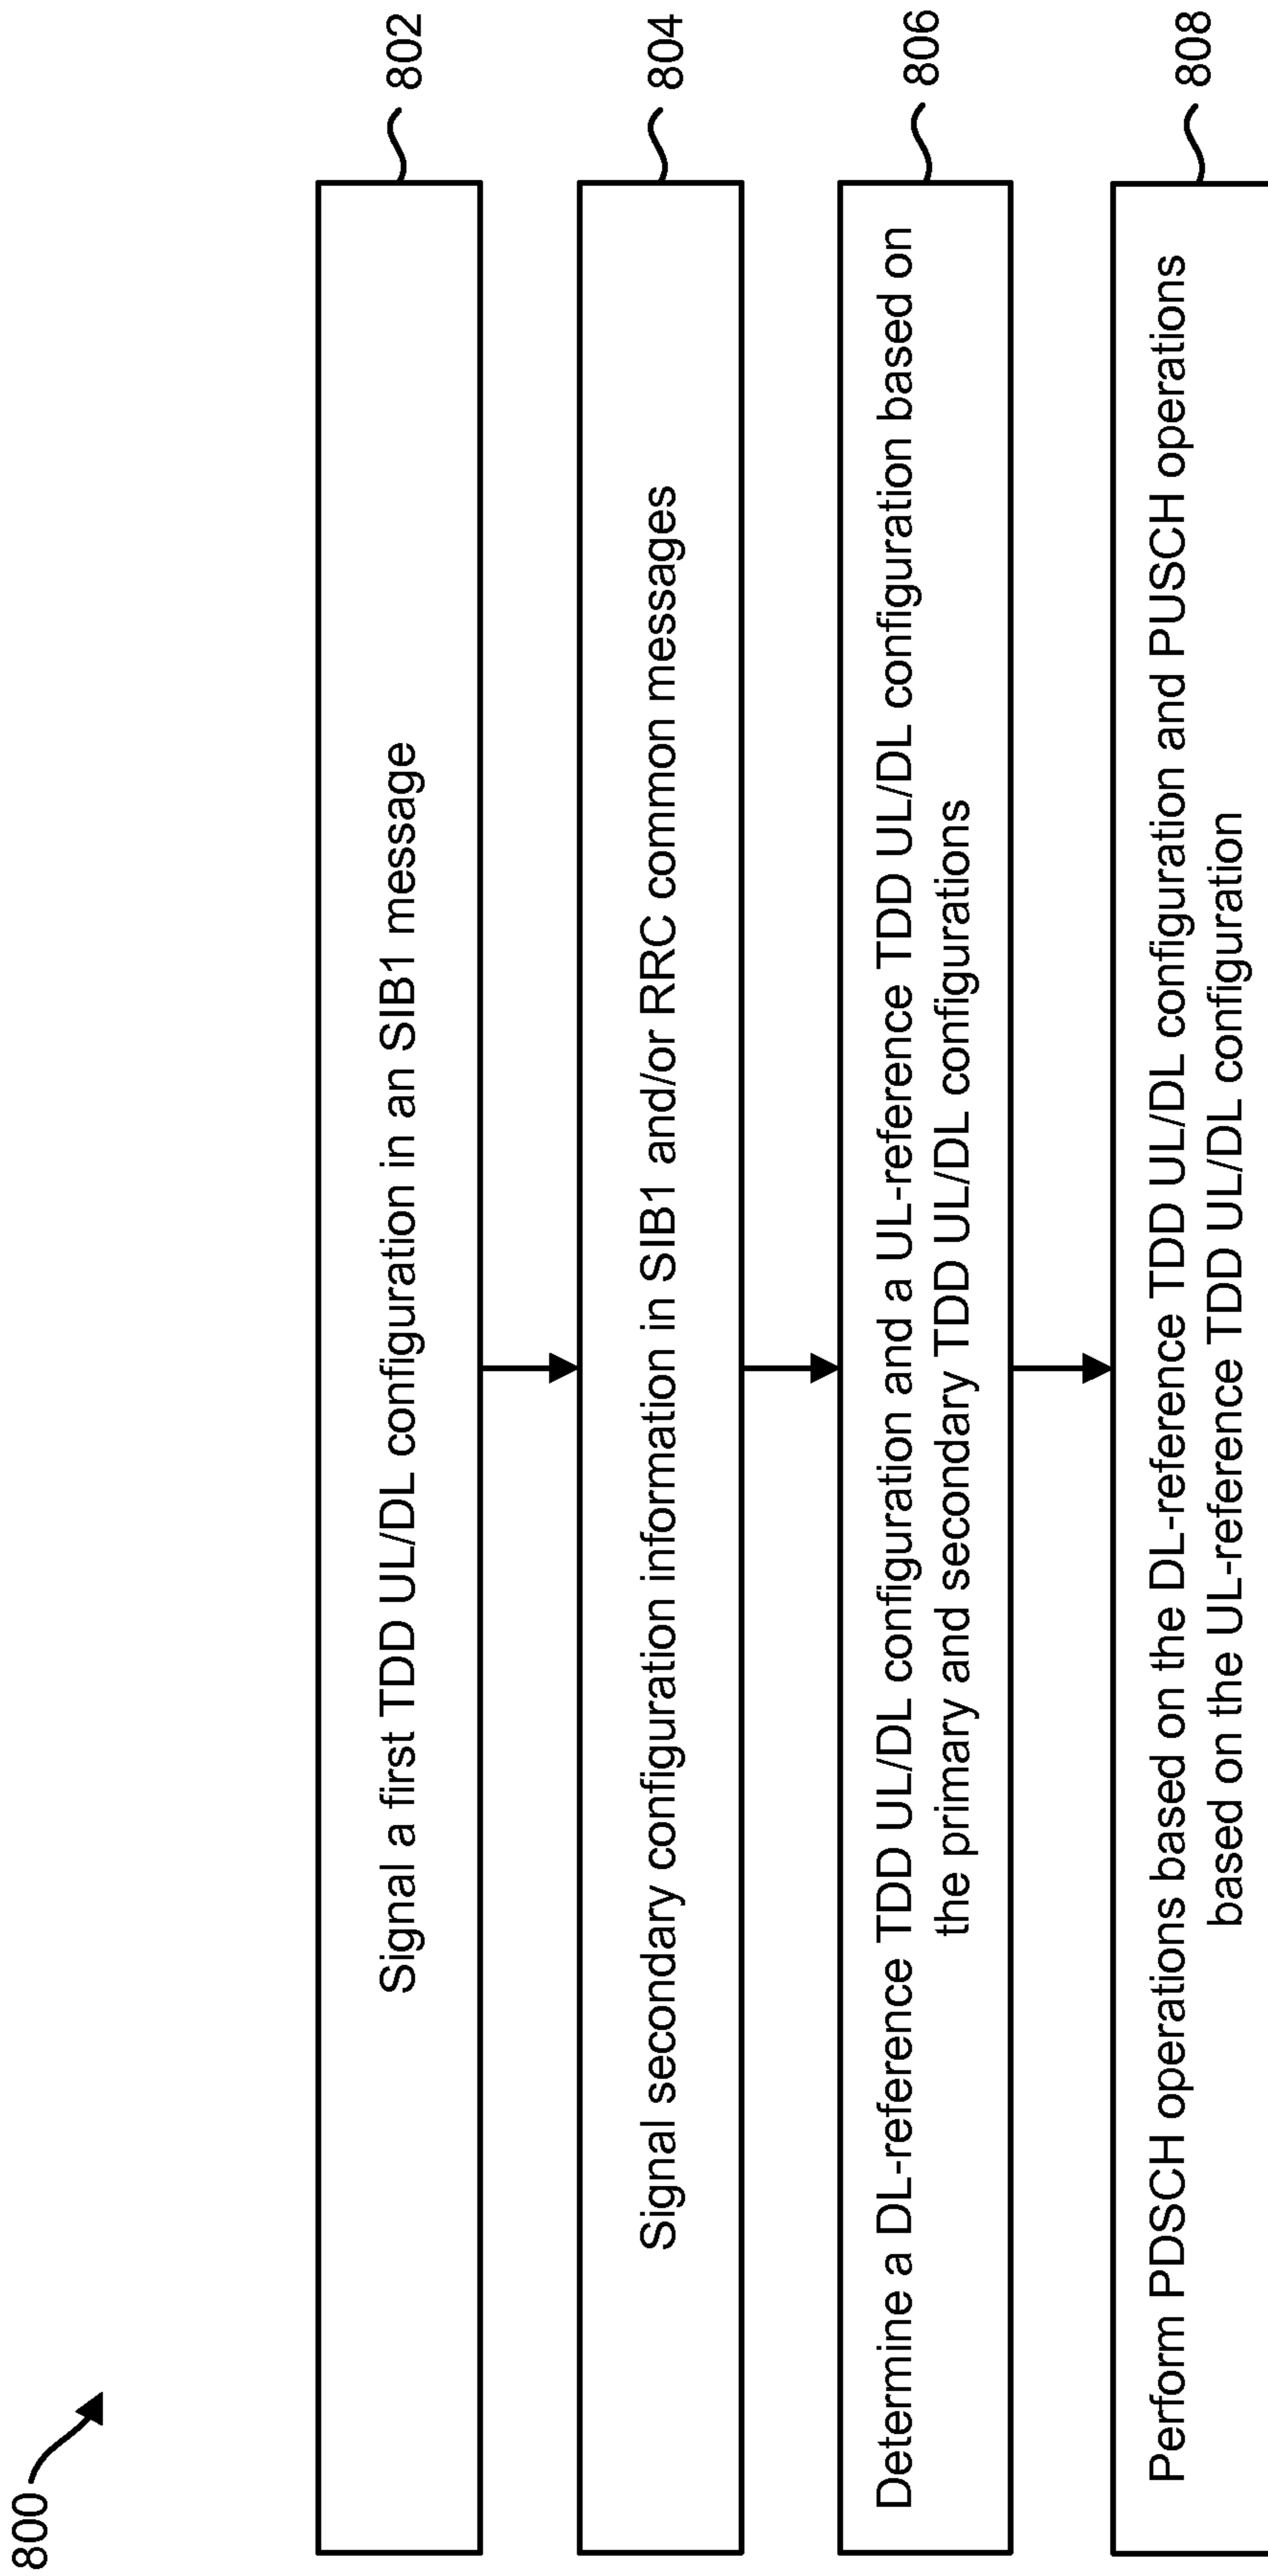 800
Signal a first TDD UL/DL configuration in an SIB1 message
802
Signal secondary configuration information in SIB1 and/or RRC common messages
804
Determine a DL-reference TDD UL/DL configuration and a UL-reference TDD UL/DL configuration based on
the primary and secondary TDD UL/DL configurations
806
Perform PDSCH operations based on the DL-reference TDD UL/DL configuration and PUSCH operations
based on the UL-reference TDD UL/DL configuration
808